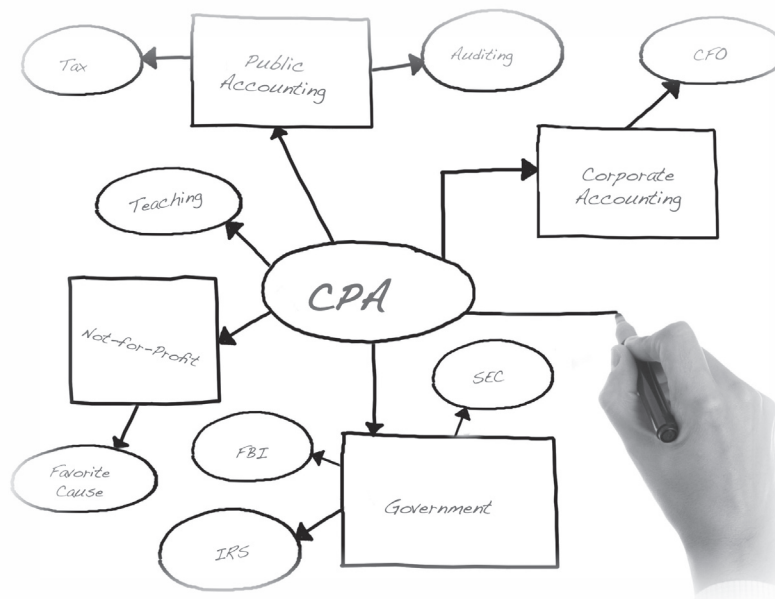 Tax
Public
Accounting
Auditing
CFO
Corporate
Accounting
Teaching
CPA
Not-for-Profit
SEC
Favorite
Cause
FBI
Government
IRS